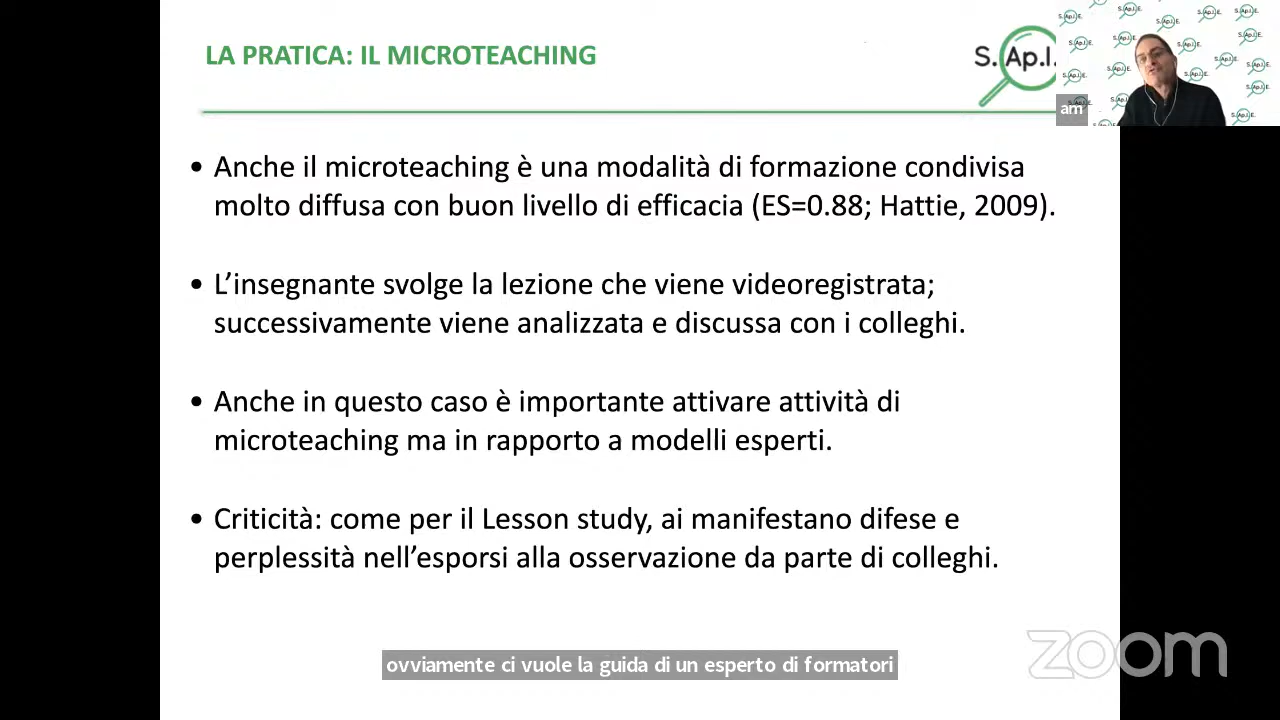 LA PRATICA: IL MICROTEACHING
S. Ap.I.
am
• Anche il microteaching è una modalità di formazione condivisa
molto diffusa con buon livello di efficacia (ES=0.88; Hattie, 2009).
• L’insegnante svolge la lezione che viene videoregistrata;
successivamente viene analizzata e discussa con i colleghi.
• Anche in questo caso è importante attivare attività di
microteaching ma in rapporto a modelli esperti.
• Criticità: come per il Lesson study, ai manifestano difese e
perplessità nell’esporsi alla osservazione da parte di colleghi.
zoom
ovviamente ci vuole la guida di un esperto di formatori